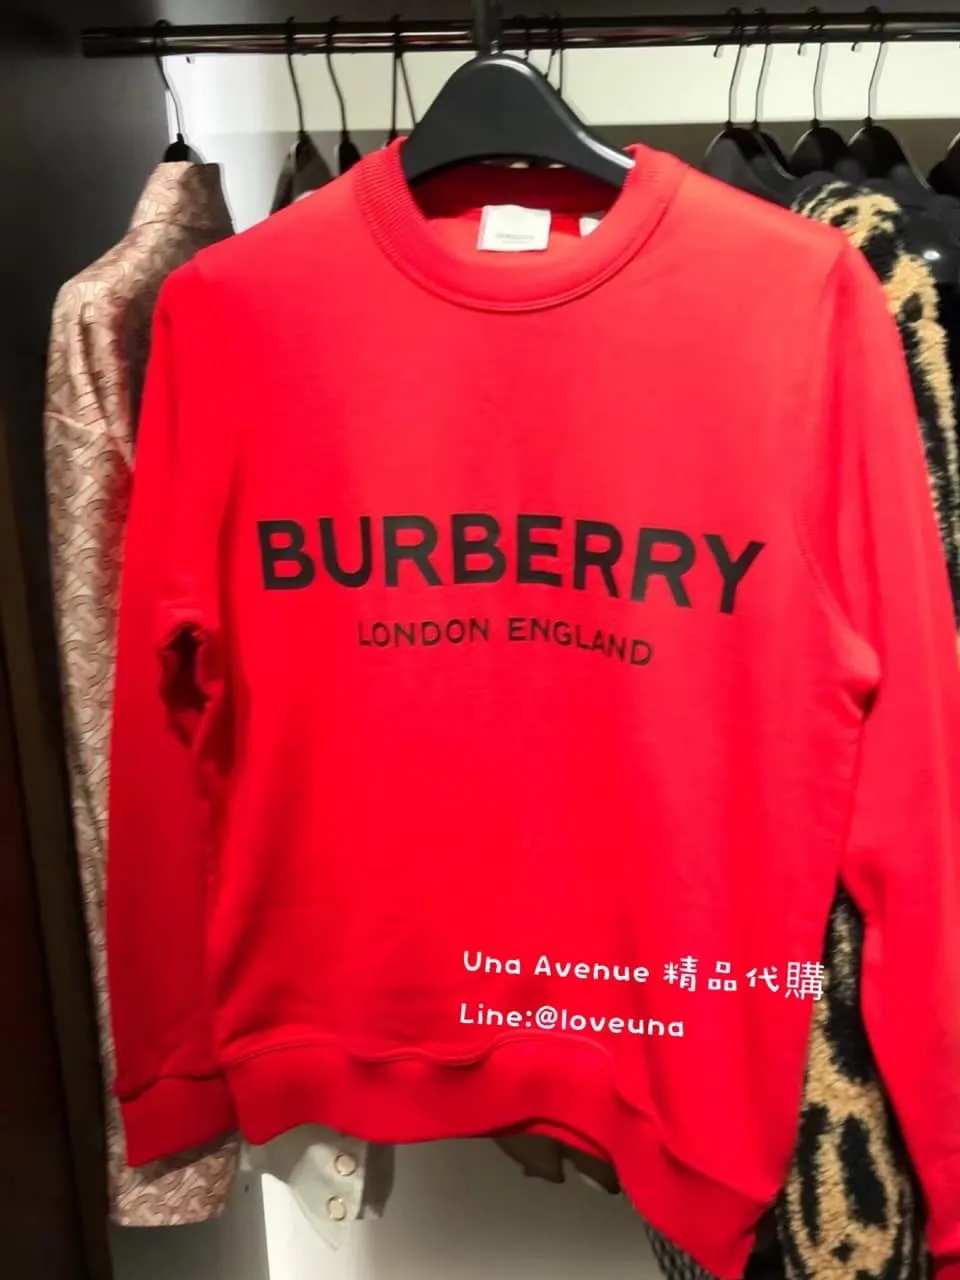 BURBERRY
LONDON ENGLAND
Una Avenue 精品代購
Line:@loveuna